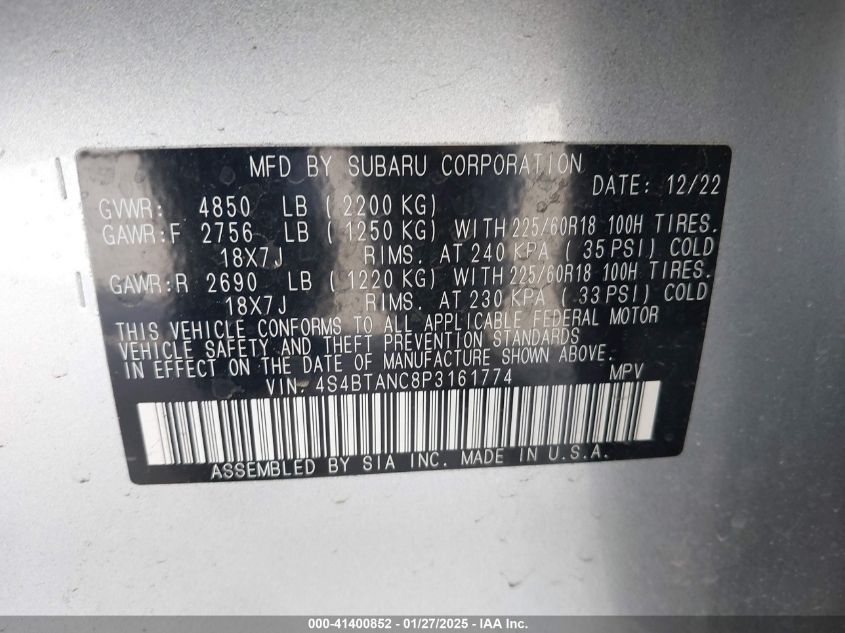 MFD BY SUBARU CORPORATION
DATE: 12/22
GVWR: 4850 LB ( 2200 KG)
GAWR:F 2756 LB ( 1250 KG) WITH 225/60R18 100H TIRES.
18X7J RIMS. AT 240 KPA ( 35 PSI) COLD
GAWR:R 2690 LB ( 1220 KG) WITH 225/60R18 100H TIRES.
18X7J RIMS. AT 230 KPA ( 33 PSI) COLD
THIS VEHICLE CONFORMS TO ALL APPLICABLE FEDERAL MOTOR
VEHICLE SAFETY AND THEFT PREVENTION STANDARDS
IN EFFECT ON THE DATE OF MANUFACTURE SHOWN ABOVE.
VIN: 4S4BTANC8P3161774 MPV
ASSEMBLED BY SIA INC. MADE IN U.S.A.
000-41400852 - 01/27/2025 - IAA Inc.